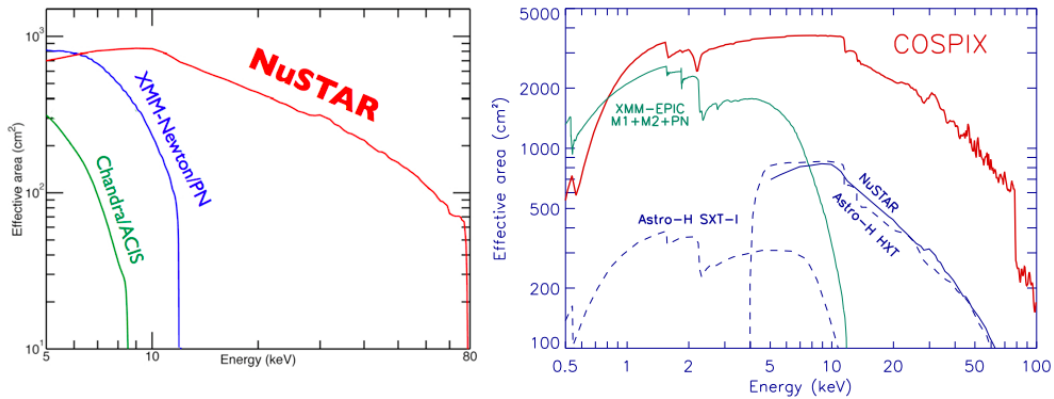 10³
10²
10¹
Effective area (cm²)
NuSTAR
XMM-Newton/PN
Chandra/ACIS
5
10
80
Energy (keV)
5000
2000
1000
500
200
100
Effective area (cm²)
COSPIX
XMM-EPIC
M1+M2+PN
NuSTAR
Astro-H HXT
Astro-H SXT-I
0.5
1
2
5
10
20
50
100
Energy (keV)